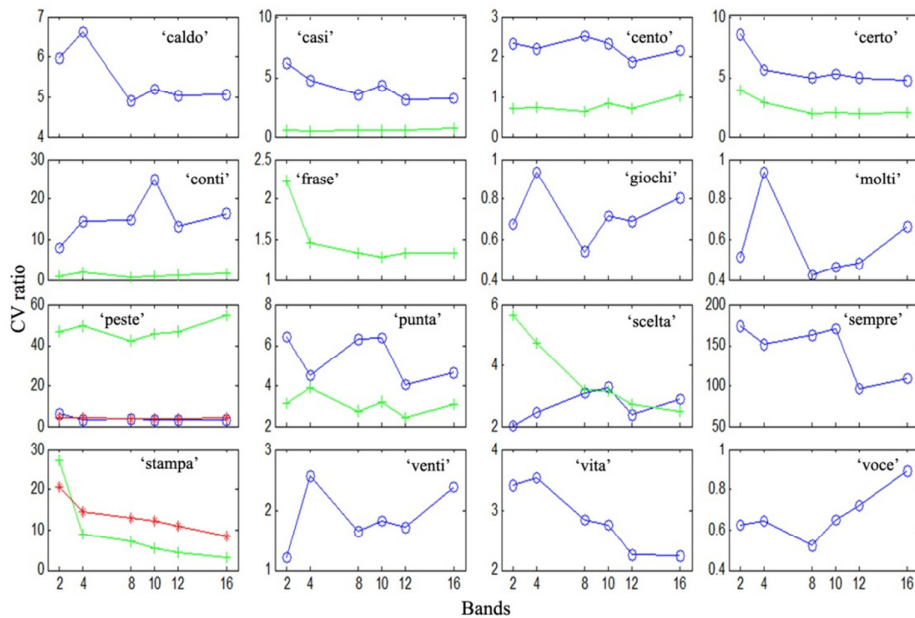 7 ‘caldo’
6
5
4
10 ‘casi’
5
0
3 ‘cento’
2
1
0
10 ‘certo’
5
0
30 ‘conti’
20
10
0
2.5 ‘frase’
2
1.5
1
1 ‘giochi’
0.8
0.6
0.4
1 ‘molti’
0.8
0.6
0.4
CV ratio
60 ‘peste’
40
20
0
8 ‘punta’
6
4
2
6 ‘scelta’
4
2
200 ‘sempre’
150
100
50
30 ‘stampa’
20
10
0
2 4 8 10 12 16
3 ‘venti’
2
1
2 4 8 10 12 16
4 ‘vita’
3
2
2 4 8 10 12 16
1 ‘voce’
0.8
0.6
0.4
2 4 8 10 12 16
Bands